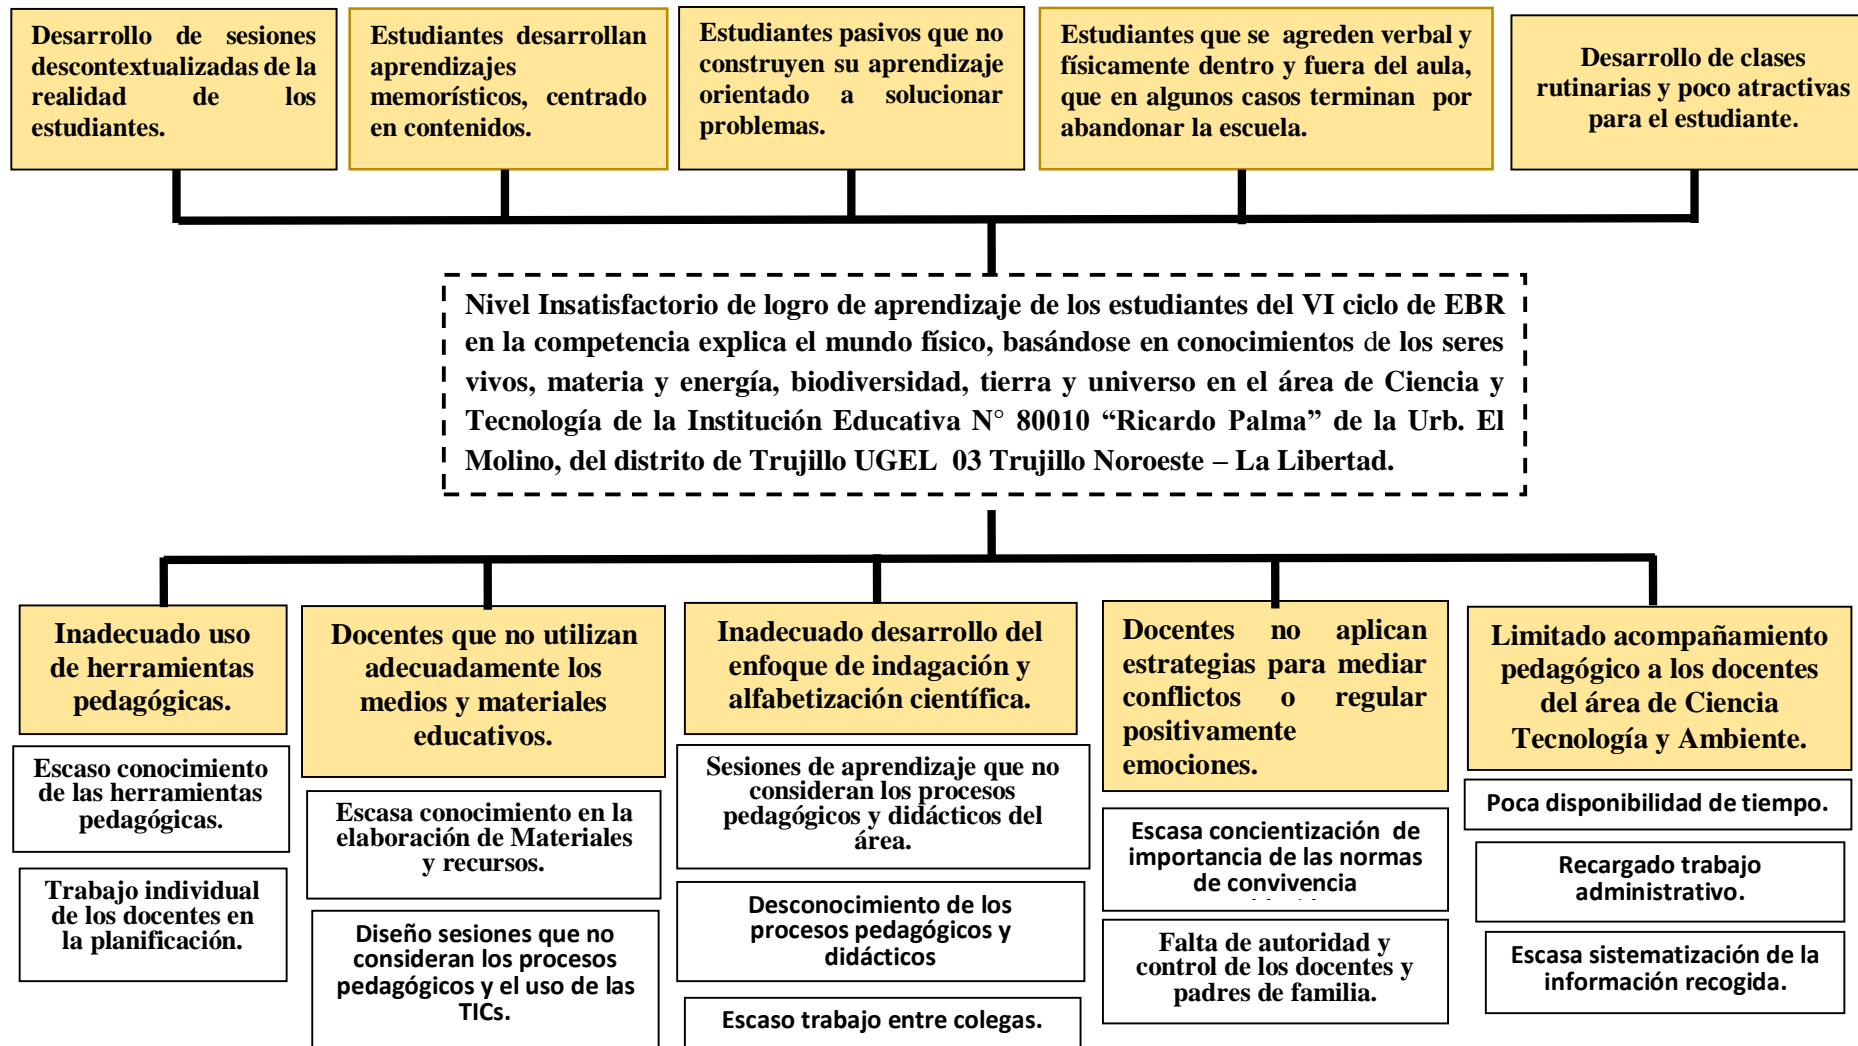 Desarrollo de sesiones
descontextualizadas de la
realidad de los
estudiantes.
Estudiantes desarrollan
aprendizajes
memorísticos, centrado
en contenidos.
Estudiantes pasivos que no
construyen su aprendizaje
orientado a solucionar
problemas.
Estudiantes que se agreden verbal y
físicamente dentro y fuera del aula,
que en algunos casos terminan por
abandonar la escuela.
Desarrollo de clases
rutinarias y poco atractivas
para el estudiante.
Nivel Insatisfactorio de logro de aprendizaje de los estudiantes del VI ciclo de EBR
en la competencia explica el mundo físico, basándose en conocimientos de los seres
vivos, materia y energía, biodiversidad, tierra y universo en el área de Ciencia y
Tecnología de la Institución Educativa N° 80010 “Ricardo Palma” de la Urb. El
Molino, del distrito de Trujillo UGEL 03 Trujillo Noroeste – La Libertad.
Inadecuado uso
de herramientas
pedagógicas.
Escaso conocimiento
de las herramientas
pedagógicas.
Trabajo individual
de los docentes en
la planificación.
Docentes que no utilizan
adecuadamente los
medios y materiales
educativos.
Escasa conocimiento en la
elaboración de Materiales
y recursos.
Diseño sesiones que no
consideran los procesos
pedagógicos y el uso de las
TICs.
Inadecuado desarrollo del
enfoque de indagación y
alfabetización científica.
Sesiones de aprendizaje que no
consideran los procesos
pedagógicos y didácticos del
área.
Desconocimiento de los
procesos pedagógicos y
didácticos
Escaso trabajo entre colegas.
Docentes no aplican
estrategias para mediar
conflictos o regular
positivamente
emociones.
Escasa concientización de
importancia de las normas
de convivencia
Falta de autoridad y
control de los docentes y
padres de familia.
Limitado acompañamiento
pedagógico a los docentes
del área de Ciencia
Tecnología y Ambiente.
Poca disponibilidad de tiempo.
Recargado trabajo
administrativo.
Escasa sistematización de la
información recogida.